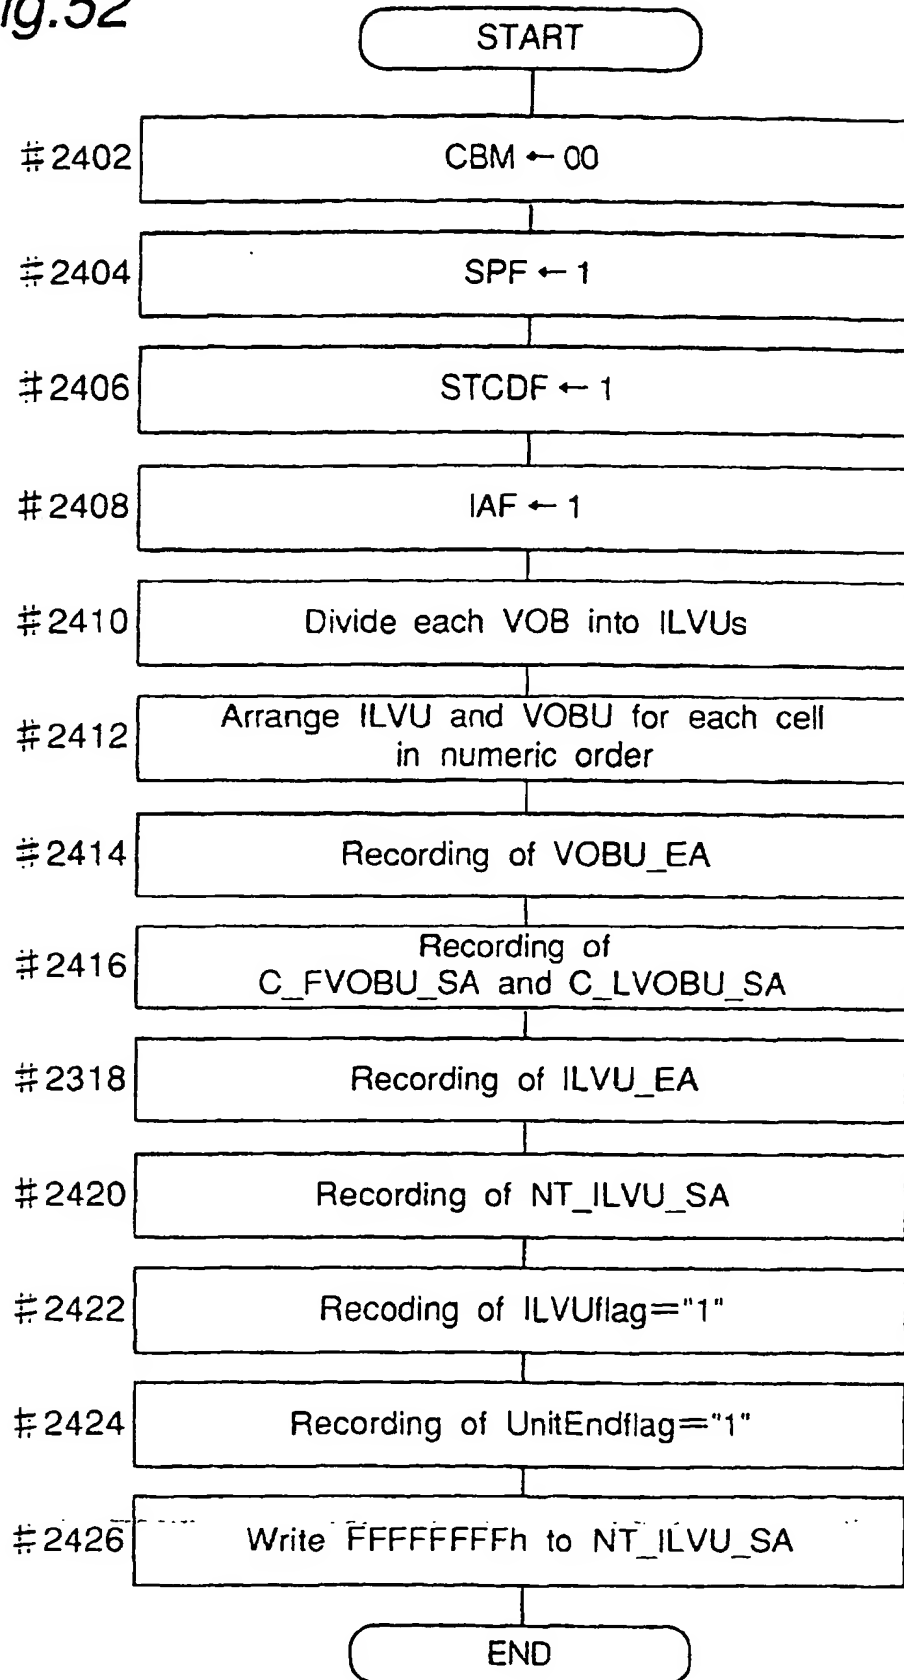 ig.52
START
#2402 CBM ← 00
#2404 SPF ← 1
#2406 STCDF ← 1
#2408 IAF ← 1
#2410 Divide each VOB into ILVUs
#2412 Arrange ILVU and VOBU for each cell
in numeric order
#2414 Recording of VOBU_EA
#2416 Recording of
C_FVOBU_SA and C_LVOBU_SA
#2318 Recording of ILVU_EA
#2420 Recording of NT_ILVU_SA
#2422 Recoding of ILVUflag="1"
#2424 Recording of UnitEndflag="1"
#2426 Write FFFFFFFFh to NT_ILVU_SA
END